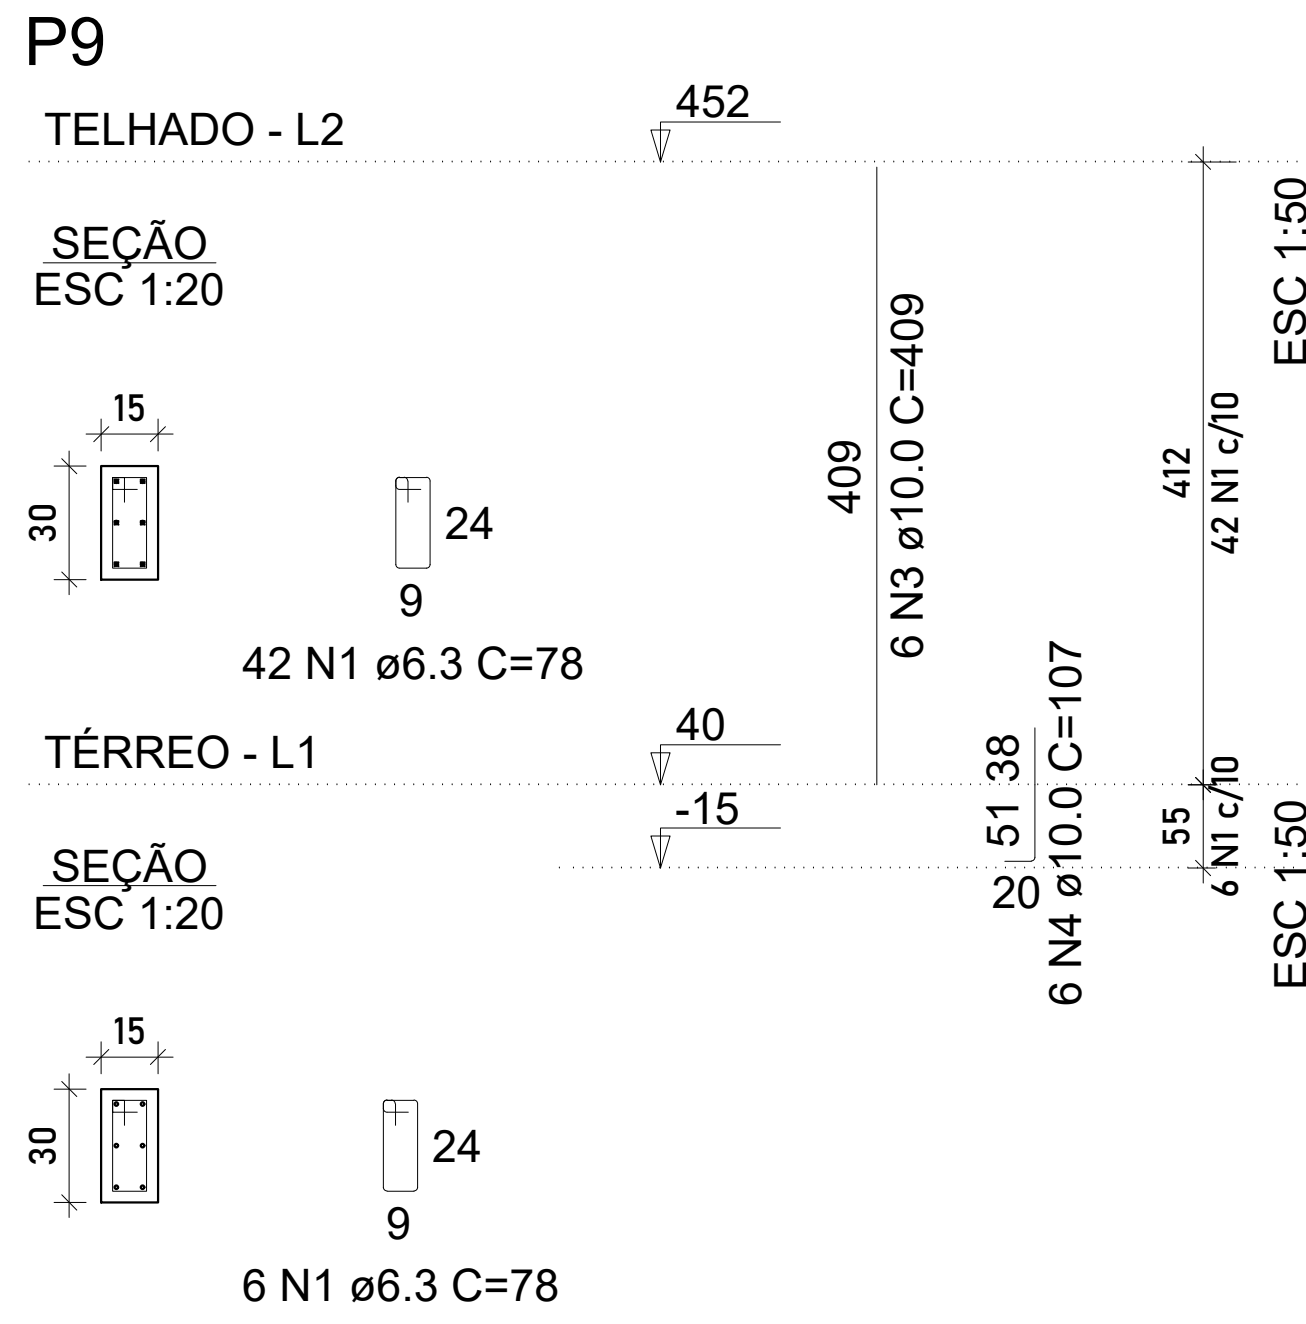 P9
TELHADO - L2
452
SEÇÃO
ESC 1:20
ESC 1:50
15
30
24
9
42 N1 ø6.3 C=78
409
6 N3 ø10.0 C=409
412
42 N1 c/10
TÉRREO - L1
40
-15
SEÇÃO
ESC 1:20
51 38
20
6 N4 ø10.0 C=107
55
6 N1 c/10
ESC 1:50
15
30
24
9
6 N1 ø6.3 C=78